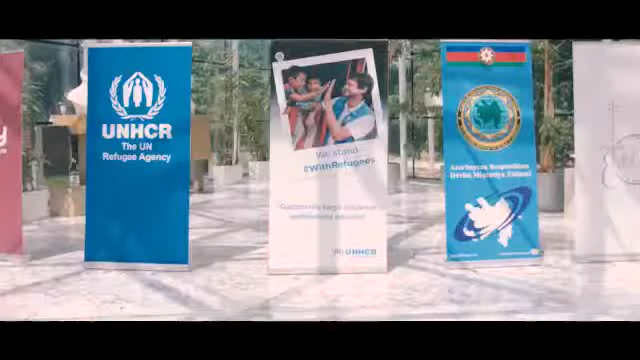 UNHCR
The UN
Refugee Agency
We stand
#WithRefugees
UNHCR
Azərbaycan Respublikası
Dövlət Miqrasiya Xidməti